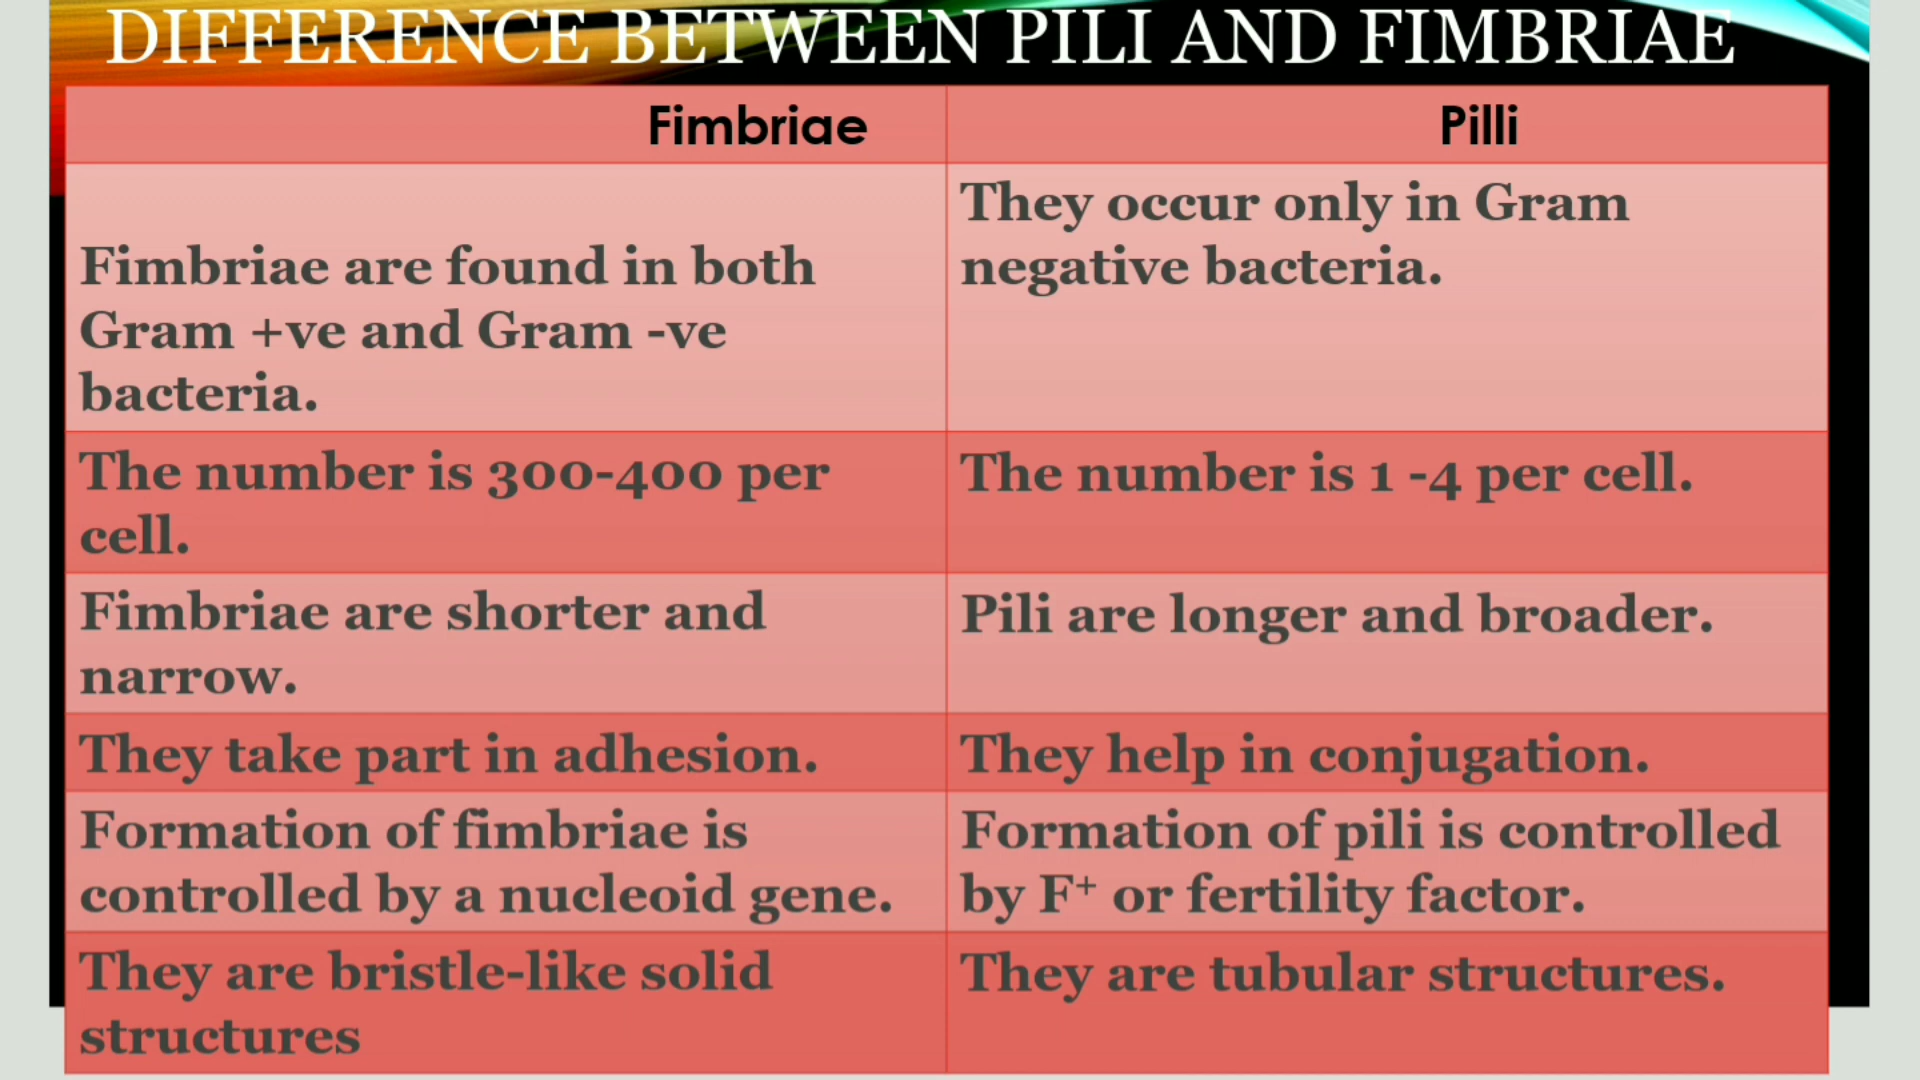 DIFFERENCE BETWEEN PILI AND FIMBRIAE
Fimbriae
Pilli
Fimbriae are found in both
Gram +ve and Gram -ve
bacteria.
They occur only in Gram
negative bacteria.
The number is 300-400 per
cell.
The number is 1 -4 per cell.
Fimbriae are shorter and
narrow.
Pili are longer and broader.
They take part in adhesion.
They help in conjugation.
Formation of fimbriae is
controlled by a nucleoid gene.
Formation of pili is controlled
by F⁺ or fertility factor.
They are bristle-like solid
structures
They are tubular structures.